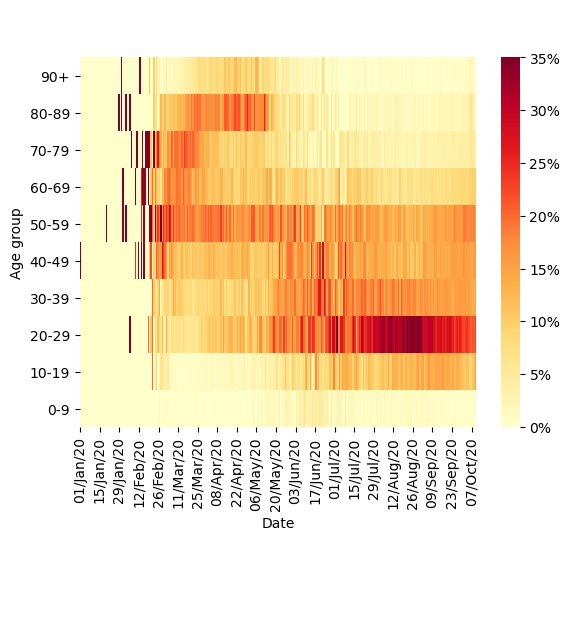 90+
80-89
70-79
60-69
50-59
40-49
30-39
20-29
10-19
0-9
Age group
01/Jan/20
15/Jan/20
29/Jan/20
12/Feb/20
26/Feb/20
11/Mar/20
25/Mar/20
08/Apr/20
22/Apr/20
06/May/20
20/May/20
03/Jun/20
17/Jun/20
01/Jul/20
15/Jul/20
29/Jul/20
12/Aug/20
26/Aug/20
09/Sep/20
23/Sep/20
07/Oct/20
Date
35%
30%
25%
20%
15%
10%
5%
0%